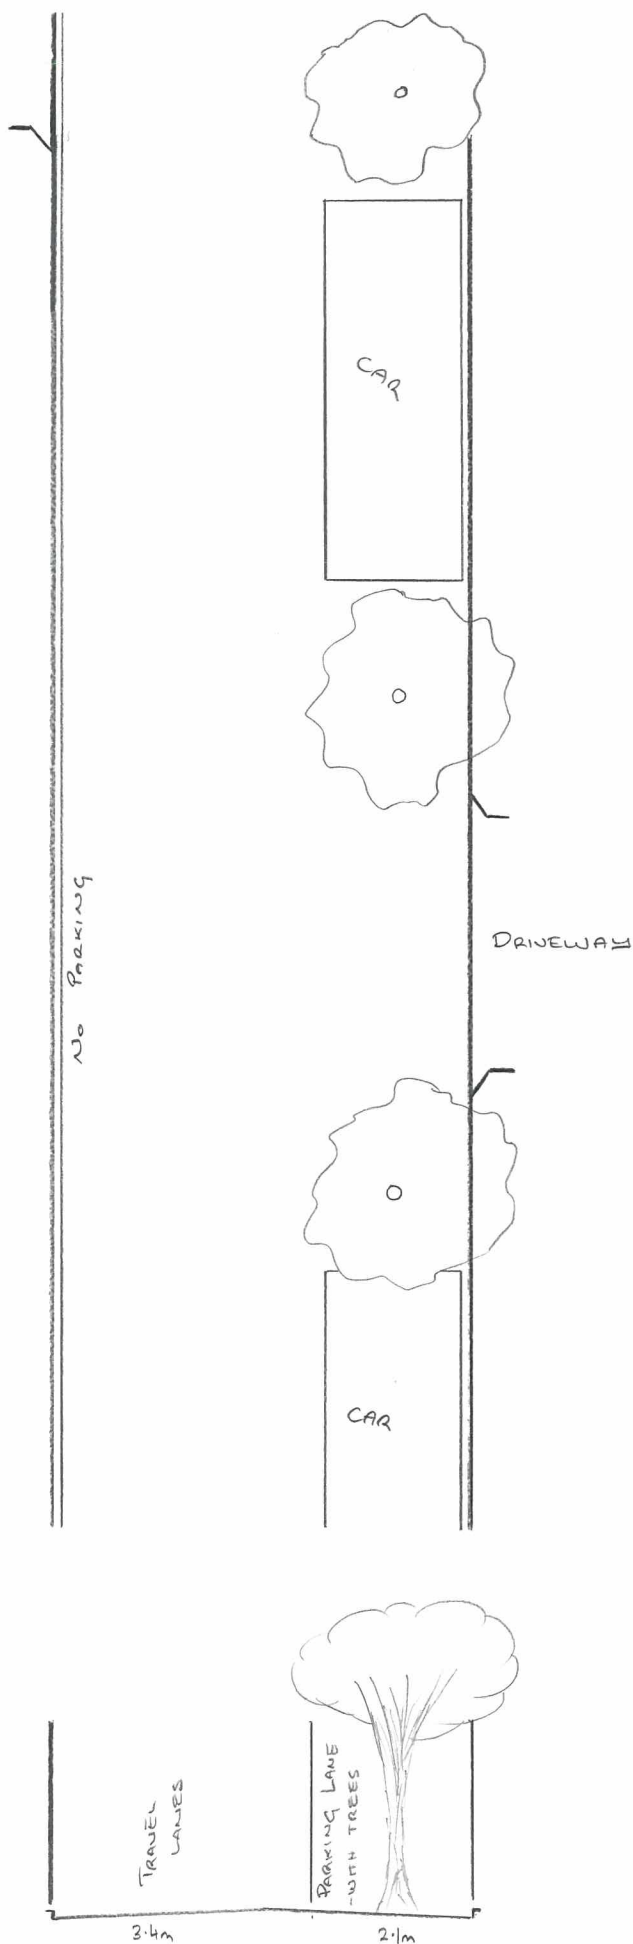 CAR
No PARKING
DRIVEWAY
CAR
TRAVEL
LANES
PARKING LANE
-WITH TREES
3.4m
2.1m